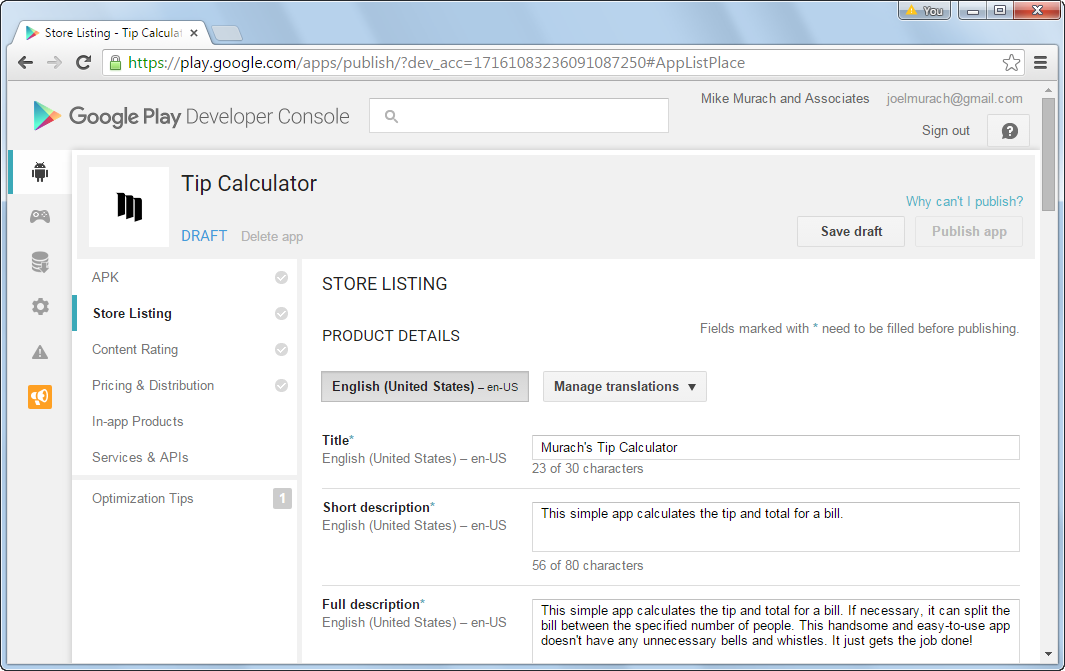 You
Store Listing - Tip Calculat
https://play.google.com/apps/publish/?dev_acc=17161083236091087250#AppListPlace
Google Play Developer Console
Mike Murach and Associates joelmurach@gmail.com
Sign out
Tip Calculator
DRAFT Delete app
Why can't I publish?
Save draft Publish app
APK
Store Listing
Content Rating
Pricing & Distribution
In-app Products
Services & APIs
Optimization Tips 1
STORE LISTING
PRODUCT DETAILS
Fields marked with * need to be filled before publishing.
English (United States) – en-US Manage translations
Title*
English (United States) – en-US
Murach's Tip Calculator
23 of 30 characters
Short description*
English (United States) – en-US
This simple app calculates the tip and total for a bill.
56 of 80 characters
Full description*
English (United States) – en-US
This simple app calculates the tip and total for a bill. If necessary, it can split the
bill between the specified number of people. This handsome and easy-to-use app
doesn't have any unnecessary bells and whistles. It just gets the job done!